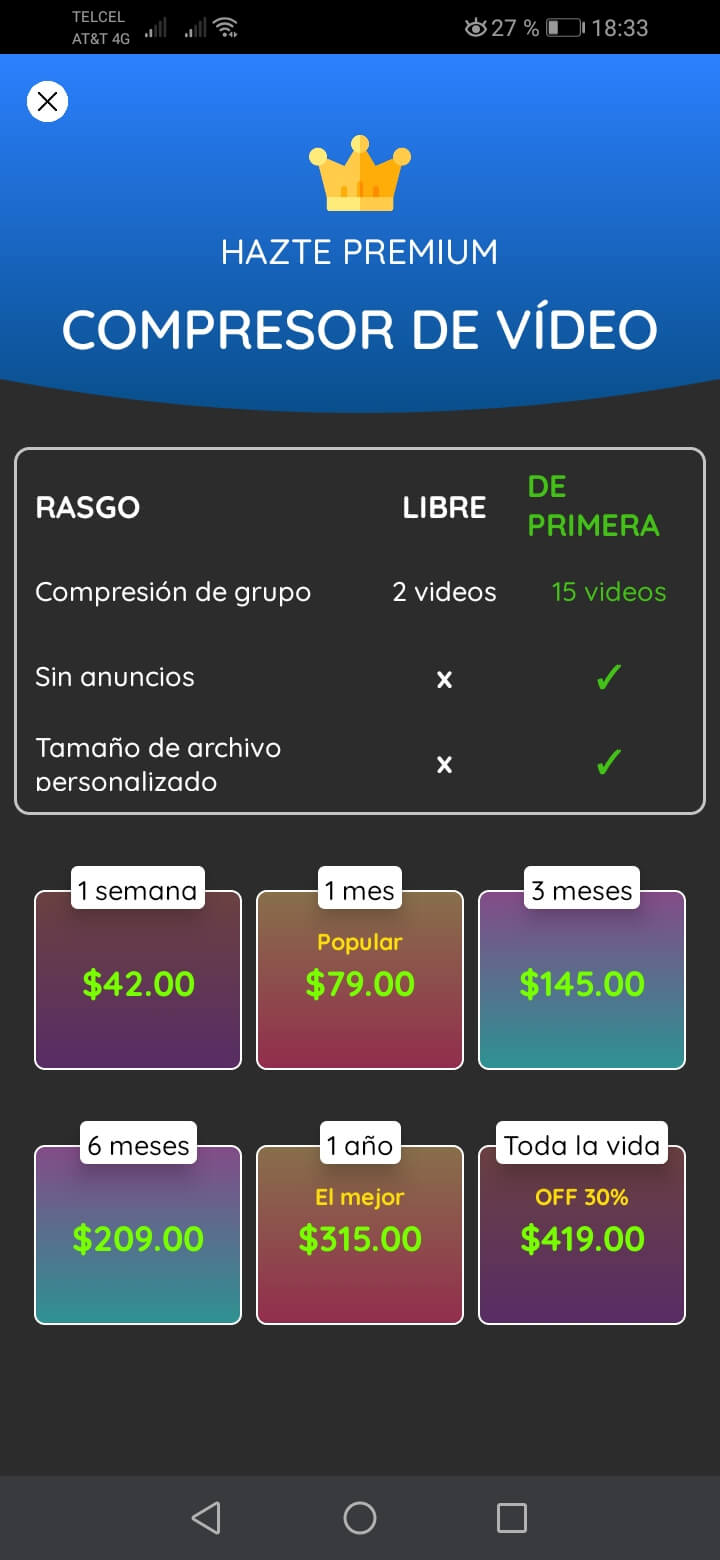 TELCEL
AT&T 4G
27 %
18:33
HAZTE PREMIUM
COMPRESOR DE VÍDEO
RASGO LIBRE DE PRIMERA
Compresión de grupo 2 videos 15 videos
Sin anuncios x ✓
Tamaño de archivo
personalizado x ✓
1 semana 1 mes 3 meses
Popular
$42.00 $79.00 $145.00
6 meses 1 año Toda la vida
El mejor OFF 30%
$209.00 $315.00 $419.00